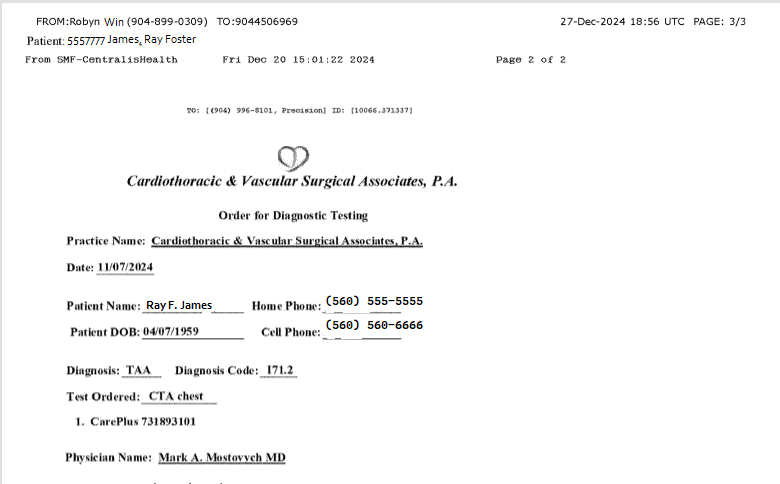 FROM:Robyn Win (904-899-0309) TO:9044506969 27-Dec-2024 18:56 UTC PAGE: 3/3
Patient: 5557777 James, Ray Foster
From SMF-CentralisHealth Fri Dec 20 15:01:22 2024 Page 2 of 2
TO: [(904) 996-8101, Precision] ID: [10066.371337]
Cardiothoracic & Vascular Surgical Associates, P.A.
Order for Diagnostic Testing
Practice Name: Cardiothoracic & Vascular Surgical Associates, P.A.
Date: 11/07/2024
Patient Name: Ray F. James Home Phone: (560) 555-5555
Patient DOB: 04/07/1959 Cell Phone: (560) 560-6666
Diagnosis: TAA Diagnosis Code: I71.2
Test Ordered: CTA chest
1. CarePlus 731893101
Physician Name: Mark A. Mostovych MD